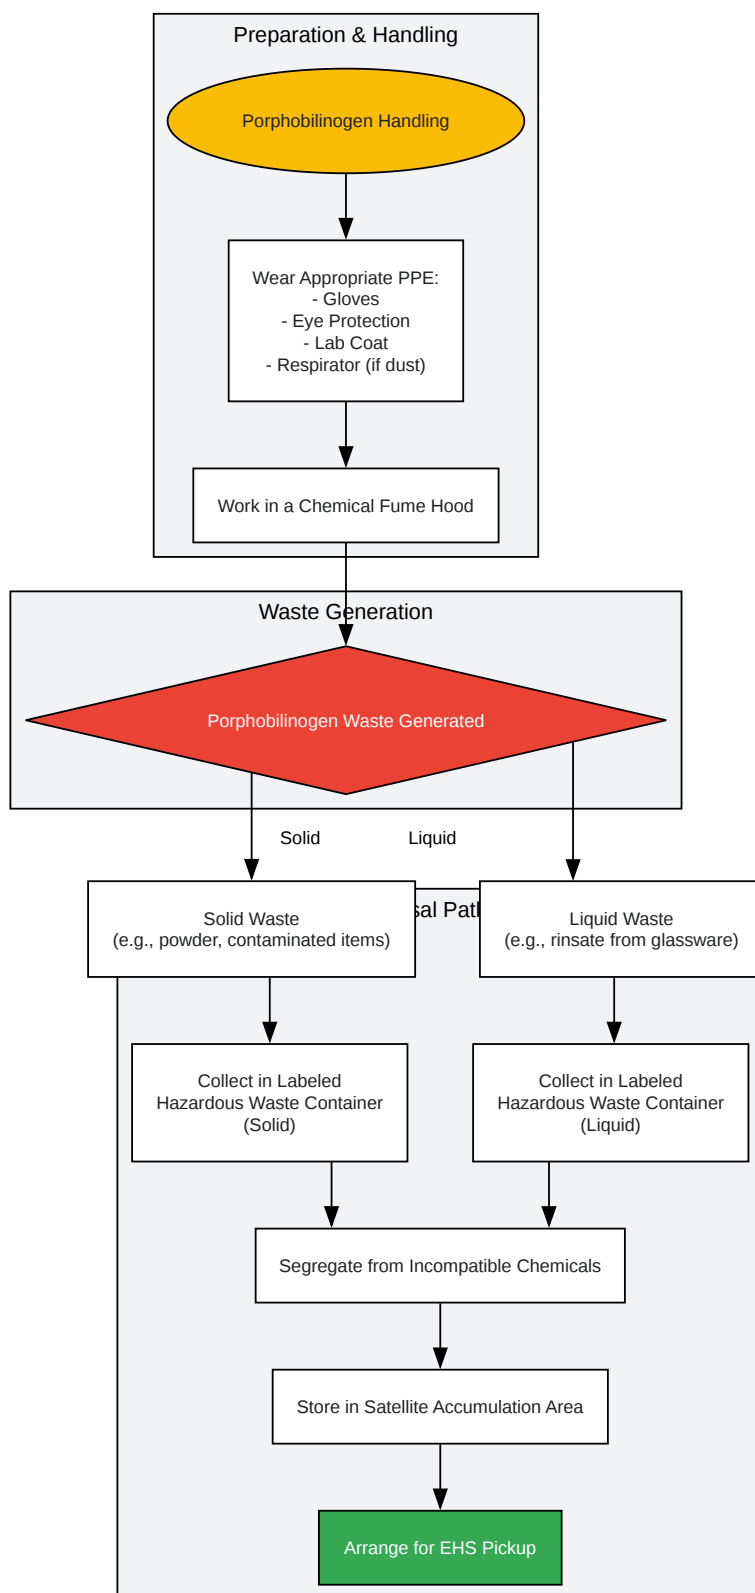 Preparation & Handling
Porphobilinogen Handling
Wear Appropriate PPE:
- Gloves
- Eye Protection
- Lab Coat
- Respirator (if dust)
Work in a Chemical Fume Hood
Waste Generation
Porphobilinogen Waste Generated
Solid
Liquid
Solid Waste
(e.g., powder, contaminated items)
Liquid Waste
(e.g., rinsate from glassware)
Collect in Labeled
Hazardous Waste Container
(Solid)
Collect in Labeled
Hazardous Waste Container
(Liquid)
Segregate from Incompatible Chemicals
Store in Satellite Accumulation Area
Arrange for EHS Pickup